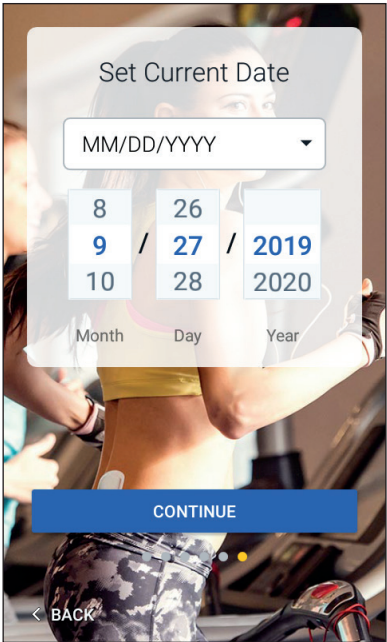 Set Current Date
MM/DD/YYYY
8 26
9 / 27 / 2019
10 28 2020
Month Day Year
CONTINUE
< BACK